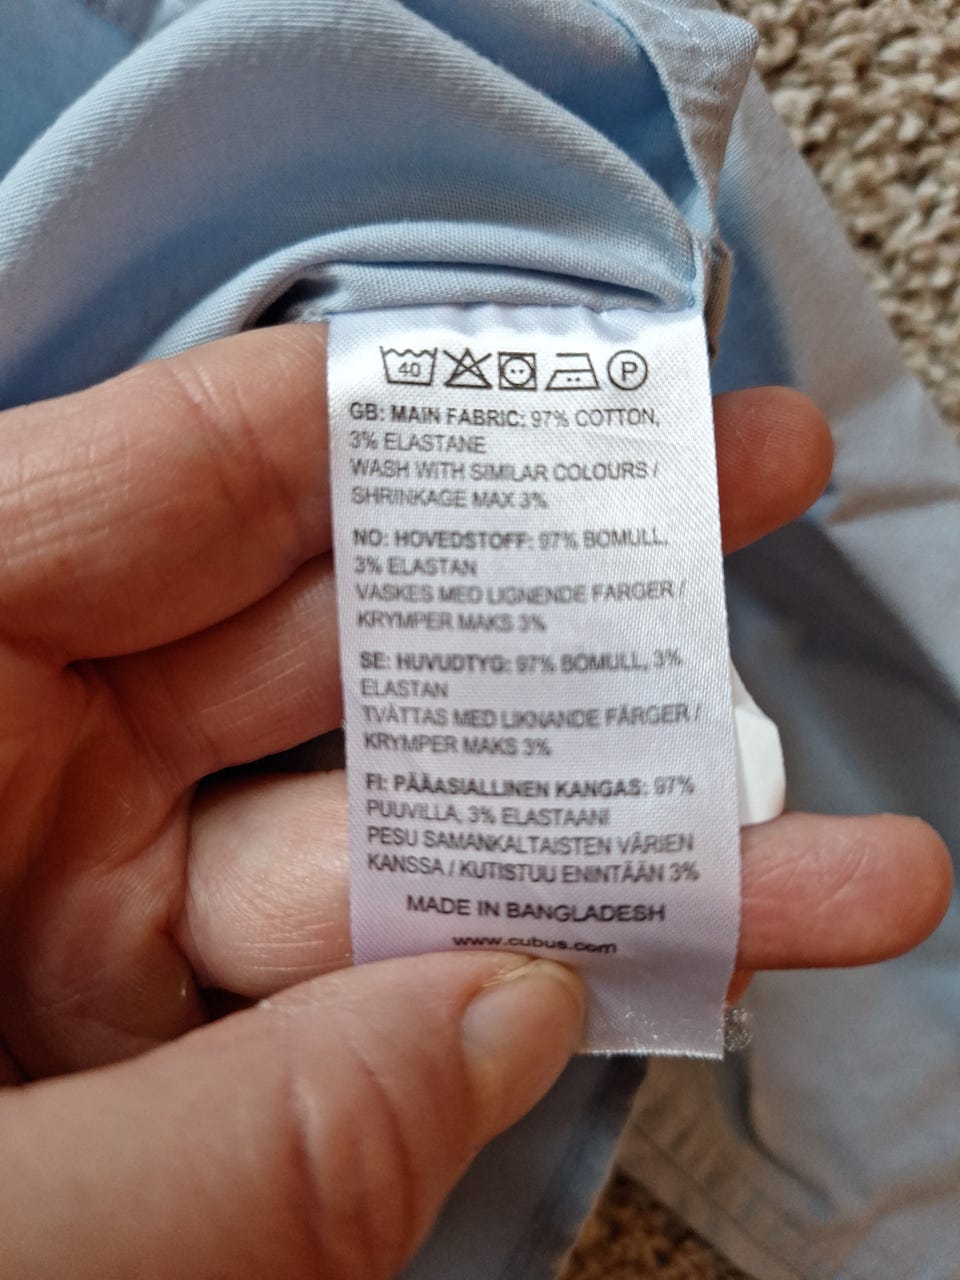 40 P
GB: MAIN FABRIC: 97% COTTON,
3% ELASTANE
WASH WITH SIMILAR COLOURS /
SHRINKAGE MAX 3%
NO: HOVEDSTOFF: 97% BOMULL,
3% ELASTAN
VASKES MED LIGNENDE FARGER /
KRYMPER MAKS 3%
SE: HUVUDTYG: 97% BOMULL, 3%
ELASTAN
TVÄTTAS MED LIKNANDE FÄRGER /
KRYMPER MAKS 3%
FI: PÄÄASIALLINEN KANGAS: 97%
PUUVILLA, 3% ELASTAANI
PESU SAMANKALTAISTEN VÄRIEN
KANSSA / KUTISTUU ENINTÄÄN 3%
MADE IN BANGLADESH
www.cubus.com